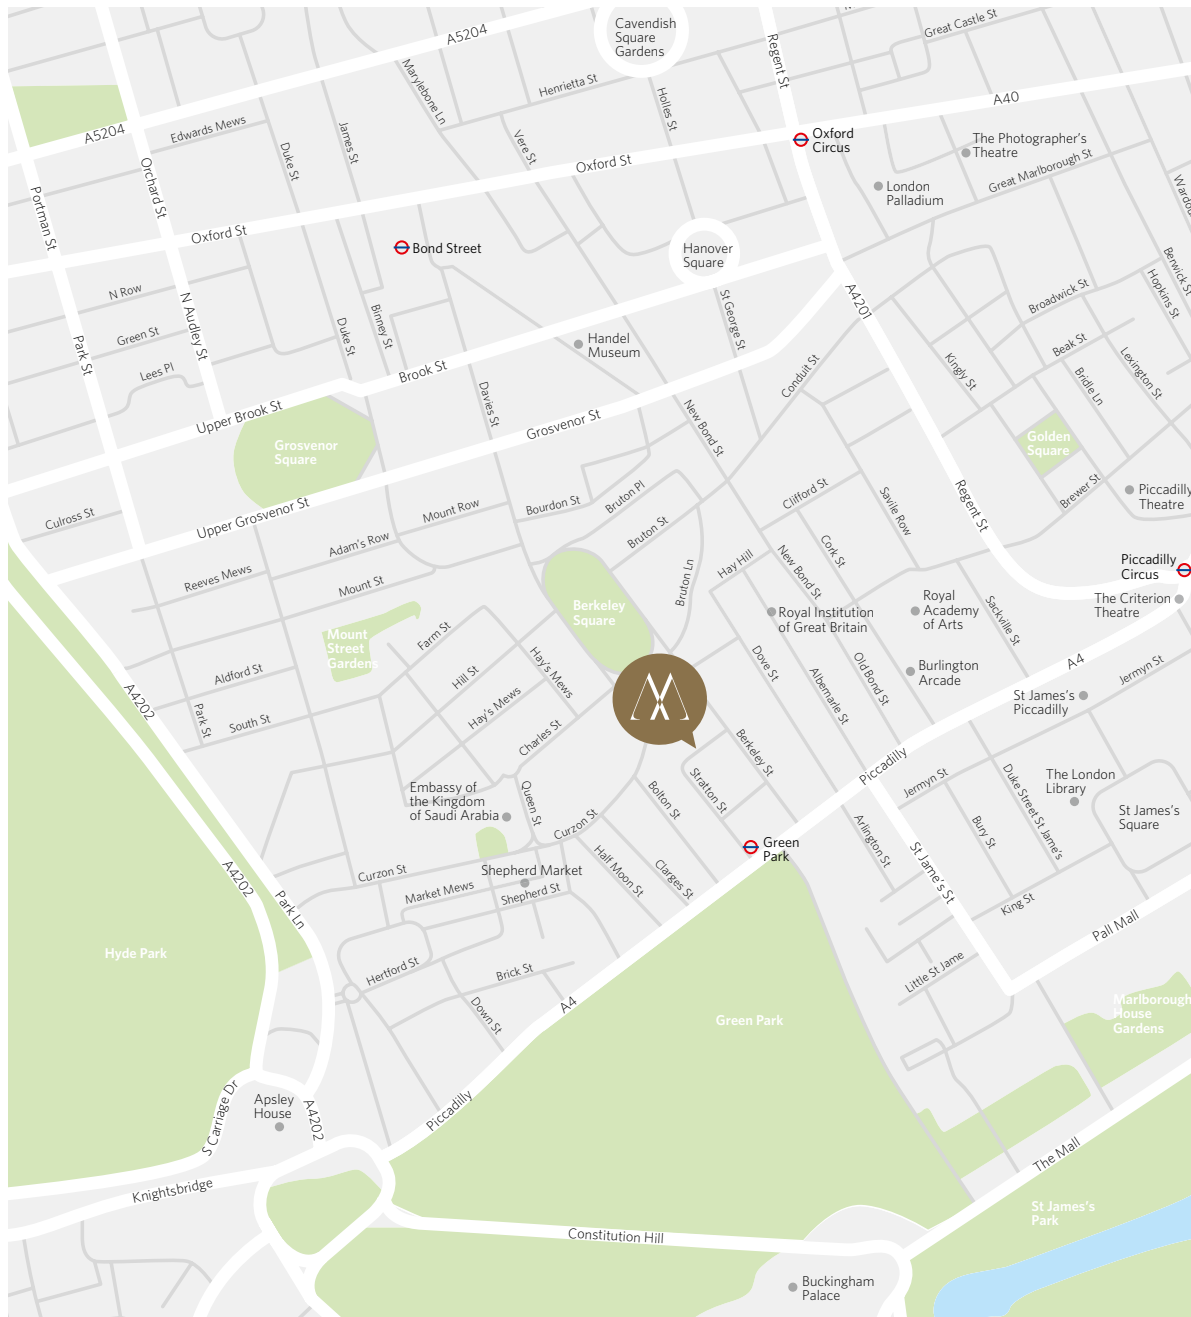 Cavendish
Square
Gardens
A5204
Regent St
Great Castle St
Marylebone Ln
Henrietta St
Holles St
A40
A5204
Edwards Mews
James St
Duke St
Vere St
Oxford St
Oxford
Circus
The Photographer's
Theatre
Great Marlborough St
London
Palladium
Portman St
Orchard St
Oxford St
Bond Street
Hanover
Square
Berwick St
Hopkins St
Broadwick St
N Row
N Audley St
Binney St
Duke St
St George St
A4201
Green St
Park St
Lees Pl
Handel
Museum
Brook St
Davies St
Conduit St
Kingly St
Beak St
Bridle Ln
Lexington St
Upper Brook St
Grosvenor St
New Bond St
Grosvenor
Square
Golden
Square
Culross St
Upper Grosvenor St
Mount Row
Bourdon St
Bruton Pl
Clifford St
Savile Row
Regent St
Brewer St
Piccadilly
Theatre
Adam's Row
Bruton St
Cork St
Reeves Mews
Mount St
Bruton Ln
Hay Hill
New Bond St
Piccadilly
Circus
Berkeley
Square
Royal Institution
of Great Britain
Royal
Academy
of Arts
Sackville St
The Criterion
Theatre
Mount
Street
Gardens
Farm St
Hay's Mews
Dove St
Old Bond St
Albemarle St
Burlington
Arcade
A4
Jermyn St
Aldford St
Hill St
Hay's Mews
St James's
Piccadilly
A4202
Park St
South St
Charles St
Berkeley St
Piccadilly
Embassy of
the Kingdom
of Saudi Arabia
Queen St
Bolton St
Stratton St
Jermyn St
Duke Street St Jame's
The London
Library
St James's
Square
Curzon St
Arlington St
Bury St
Green
Park
A4202
Park Ln
Curzon St
Shepherd Market
Market Mews
Shepherd St
Half Moon St
Clarges St
St Jame's St
King St
Pall Mall
Hyde Park
Hertford St
Brick St
Little St Jame
Down St
A4
Green Park
Marlborough
House
Gardens
S Carriage Dr
Apsley
House
A4202
Piccadilly
The Mall
Knightsbridge
St James's
Park
Constitution Hill
Buckingham
Palace